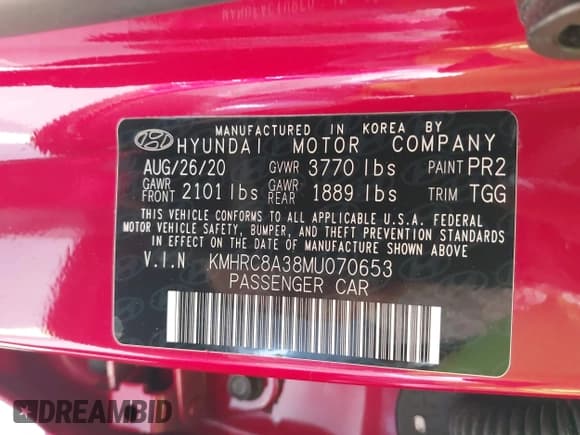 MANUFACTURED IN KOREA BY
HYUNDAI MOTOR COMPANY
AUG/26/20 GVWR 3770 lbs PAINT PR2
GAWR FRONT 2101 lbs GAWR REAR 1889 lbs TRIM TGG
THIS VEHICLE CONFORMS TO ALL APPLICABLE U.S.A. FEDERAL
MOTOR VEHICLE SAFETY, BUMPER, AND THEFT PREVENTION STANDARDS
IN EFFECT ON THE DATE OF MANUFACTURE SHOWN ABOVE
V.I.N KMHRC8A38MU070653
PASSENGER CAR
DREAMBID